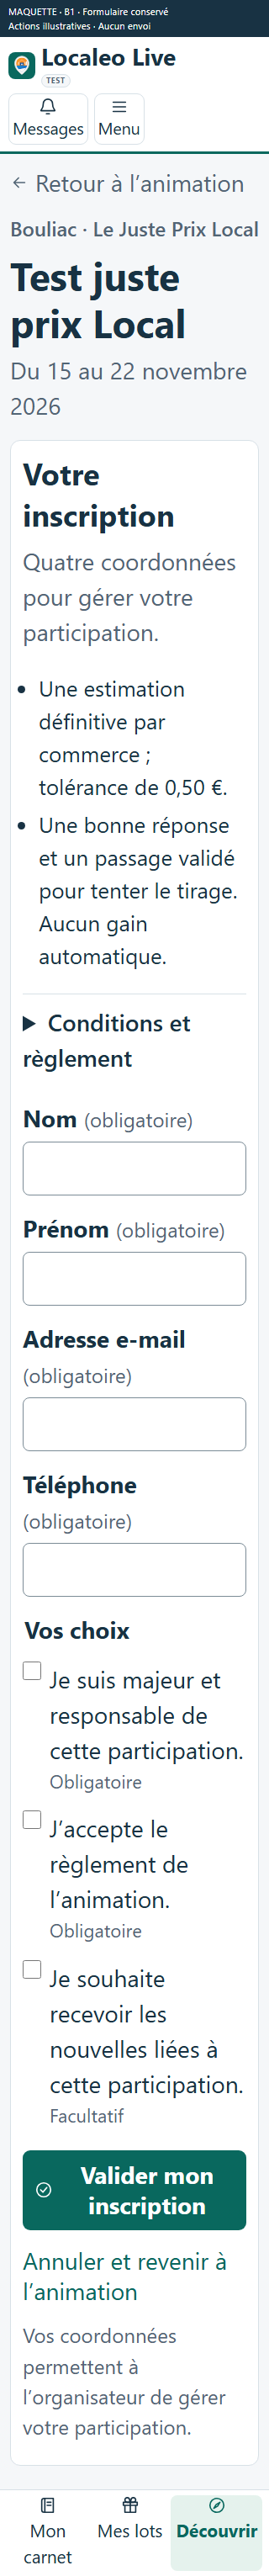 MAQUETTE · B1 · Formulaire conservé
Actions illustratives · Aucun envoi
Localeo Live
TEST
Messages
Menu
← Retour à l’animation
Bouliac · Le Juste Prix Local
Test juste
prix Local
Du 15 au 22 novembre
2026
Votre
inscription
Quatre coordonnées
pour gérer votre
participation.
• Une estimation
définitive par
commerce ;
tolérance de 0,50 €.
• Une bonne réponse
et un passage validé
pour tenter le tirage.
Aucun gain
automatique.
▶ Conditions et
règlement
Nom (obligatoire)
Prénom (obligatoire)
Adresse e-mail
(obligatoire)
Téléphone
(obligatoire)
Vos choix
Je suis majeur et
responsable de
cette participation.
Obligatoire
J’accepte le
règlement de
l’animation.
Obligatoire
Je souhaite
recevoir les
nouvelles liées à
cette participation.
Facultatif
Valider mon
inscription
Annuler et revenir à
l’animation
Vos coordonnées
permettent à
l’organisateur de gérer
votre participation.
Mon
carnet
Mes lots
Découvrir